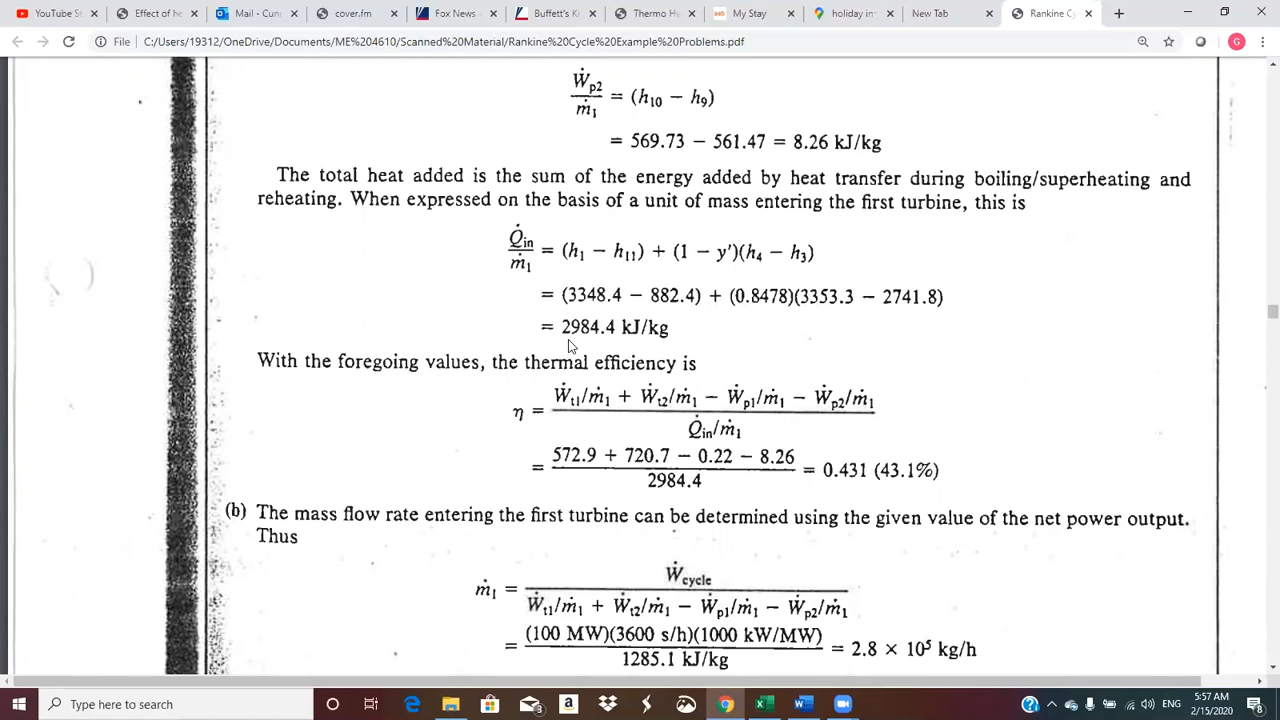 YouTube S
Effect of he
Mail - Curi
cover.fm
Foxnews
Buffett's K
Thermo Hv
My Stay
holiday in
New Tab
Rankine C
File | C:/Users/19312/OneDrive/Documents/ME%204610/Scanned%20Material/Rankine%20Cycle%20Example%20Problems.pdf
G
Ẇp2/ṁ1 = (h10 − h9)
= 569.73 − 561.47 = 8.26 kJ/kg
The total heat added is the sum of the energy added by heat transfer during boiling/superheating and
reheating. When expressed on the basis of a unit of mass entering the first turbine, this is
Q̇in/ṁ1 = (h1 − h11) + (1 − y′)(h4 − h3)
= (3348.4 − 882.4) + (0.8478)(3353.3 − 2741.8)
= 2984.4 kJ/kg
With the foregoing values, the thermal efficiency is
η = Ẇt1/ṁ1 + Ẇt2/ṁ1 − Ẇp1/ṁ1 − Ẇp2/ṁ1
Q̇in/ṁ1
= 572.9 + 720.7 − 0.22 − 8.26 = 0.431 (43.1%)
2984.4
(b) The mass flow rate entering the first turbine can be determined using the given value of the net power output.
Thus
ṁ1 = Ẇcycle
Ẇt1/ṁ1 + Ẇt2/ṁ1 − Ẇp1/ṁ1 − Ẇp2/ṁ1
= (100 MW)(3600 s/h)(1000 kW/MW) = 2.8 × 10⁵ kg/h
1285.1 kJ/kg
Type here to search
ENG
5:57 AM
2/15/2020